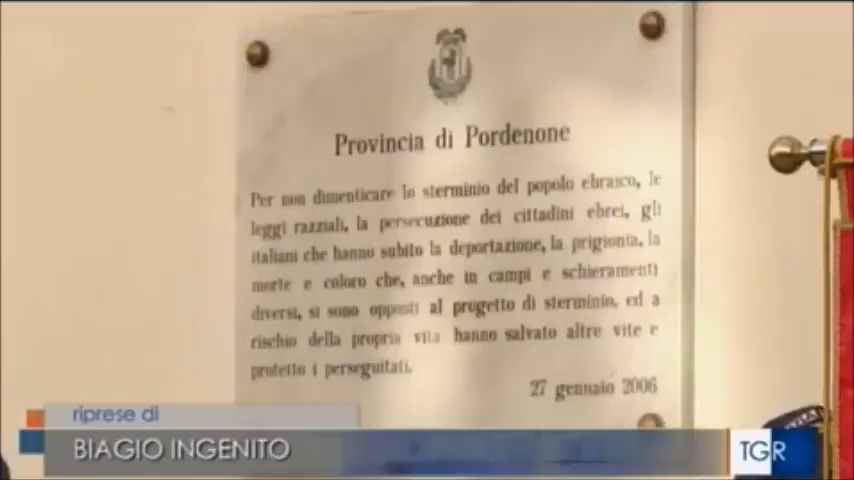 Provincia di Pordenone
Per non dimenticare lo sterminio del popolo ebraico, le
leggi razziali, la persecuzione dei cittadini ebrei, gli
italiani che hanno subito la deportazione, la prigionia, la
morte e coloro che, anche in campi e schieramenti
diversi, si sono opposti al progetto di sterminio, ed a
rischio della propria vita hanno salvato altre vite e
protetto i perseguitati.
27 gennaio 2006
riprese di
BIAGIO INGENITO
TGR